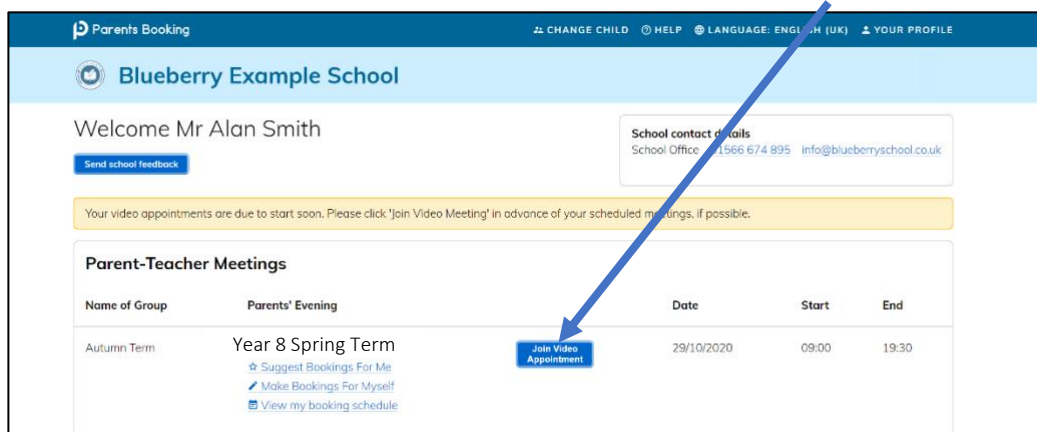 Parents Booking
CHANGE CHILD HELP LANGUAGE: ENGLISH (UK) YOUR PROFILE
Blueberry Example School
Welcome Mr Alan Smith
Send school feedback
School contact details
School Office 1566 674 895 info@blueberryschool.co.uk
Your video appointments are due to start soon. Please click 'Join Video Meeting' in advance of your scheduled meetings, if possible.
Parent-Teacher Meetings
Name of Group Parents' Evening Date Start End
Autumn Term Year 8 Spring Term Join Video Appointment 29/10/2020 09:00 19:30
Suggest Bookings For Me
Make Bookings For Myself
View my booking schedule